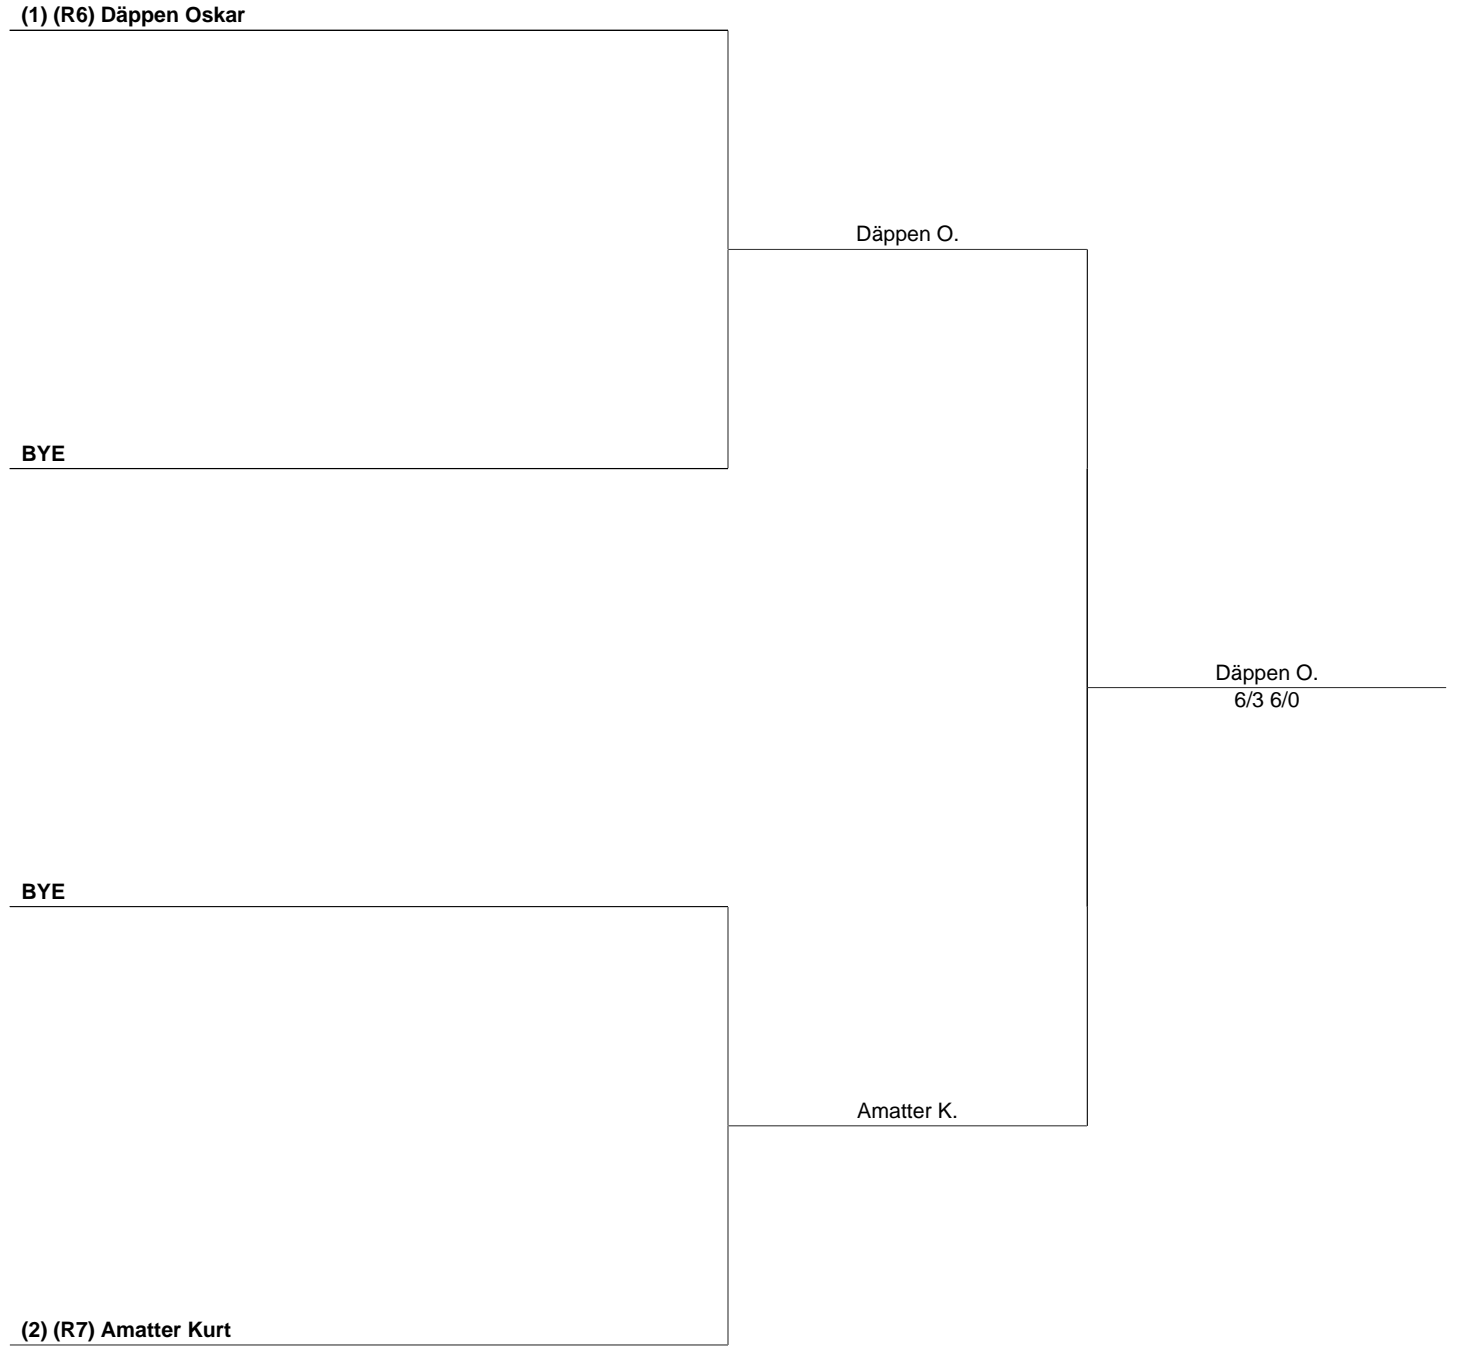 (1) (R6) Däppen Oskar
Däppen O.
BYE
Däppen O.
6/3 6/0
BYE
Amatter K.
(2) (R7) Amatter Kurt